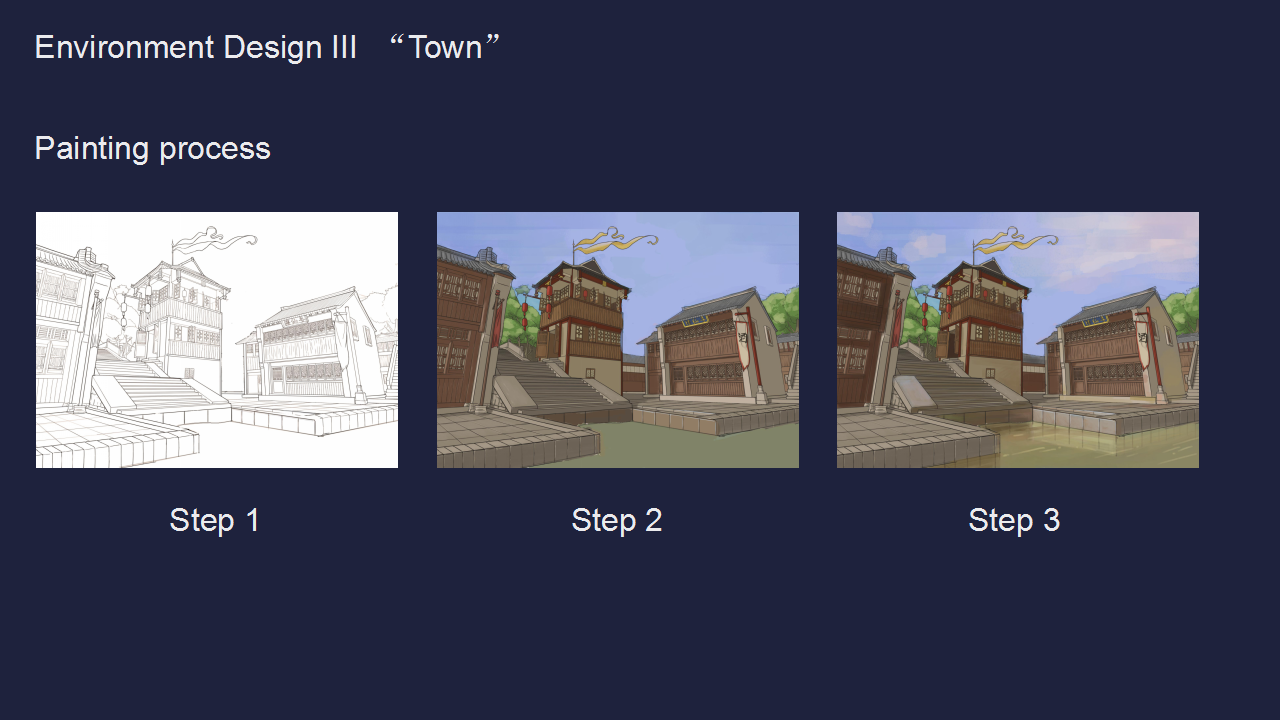 Environment Design III “Town”
Painting process
Step 1
Step 2
Step 3